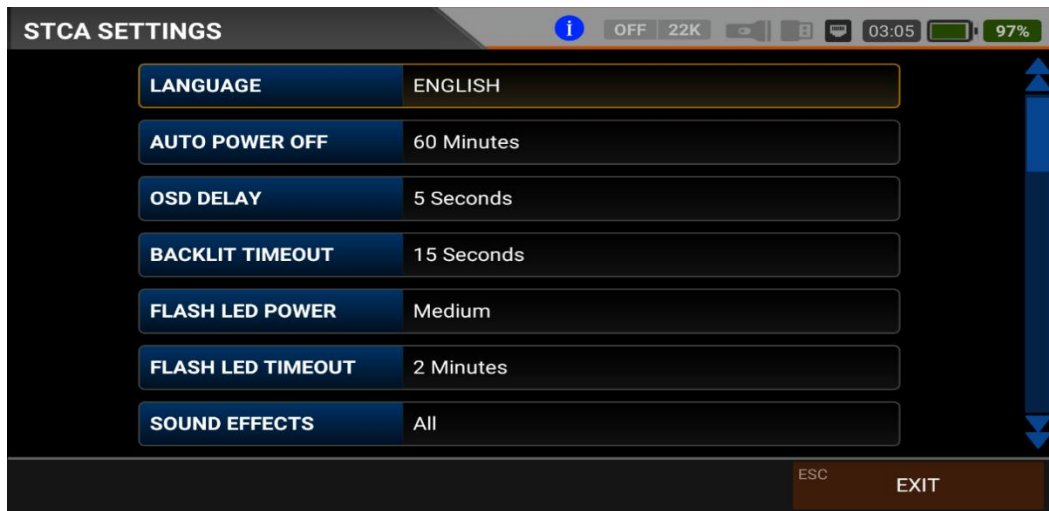 STCA SETTINGS
i OFF 22K 03:05 97%
LANGUAGE ENGLISH
AUTO POWER OFF 60 Minutes
OSD DELAY 5 Seconds
BACKLIT TIMEOUT 15 Seconds
FLASH LED POWER Medium
FLASH LED TIMEOUT 2 Minutes
SOUND EFFECTS All
ESC EXIT